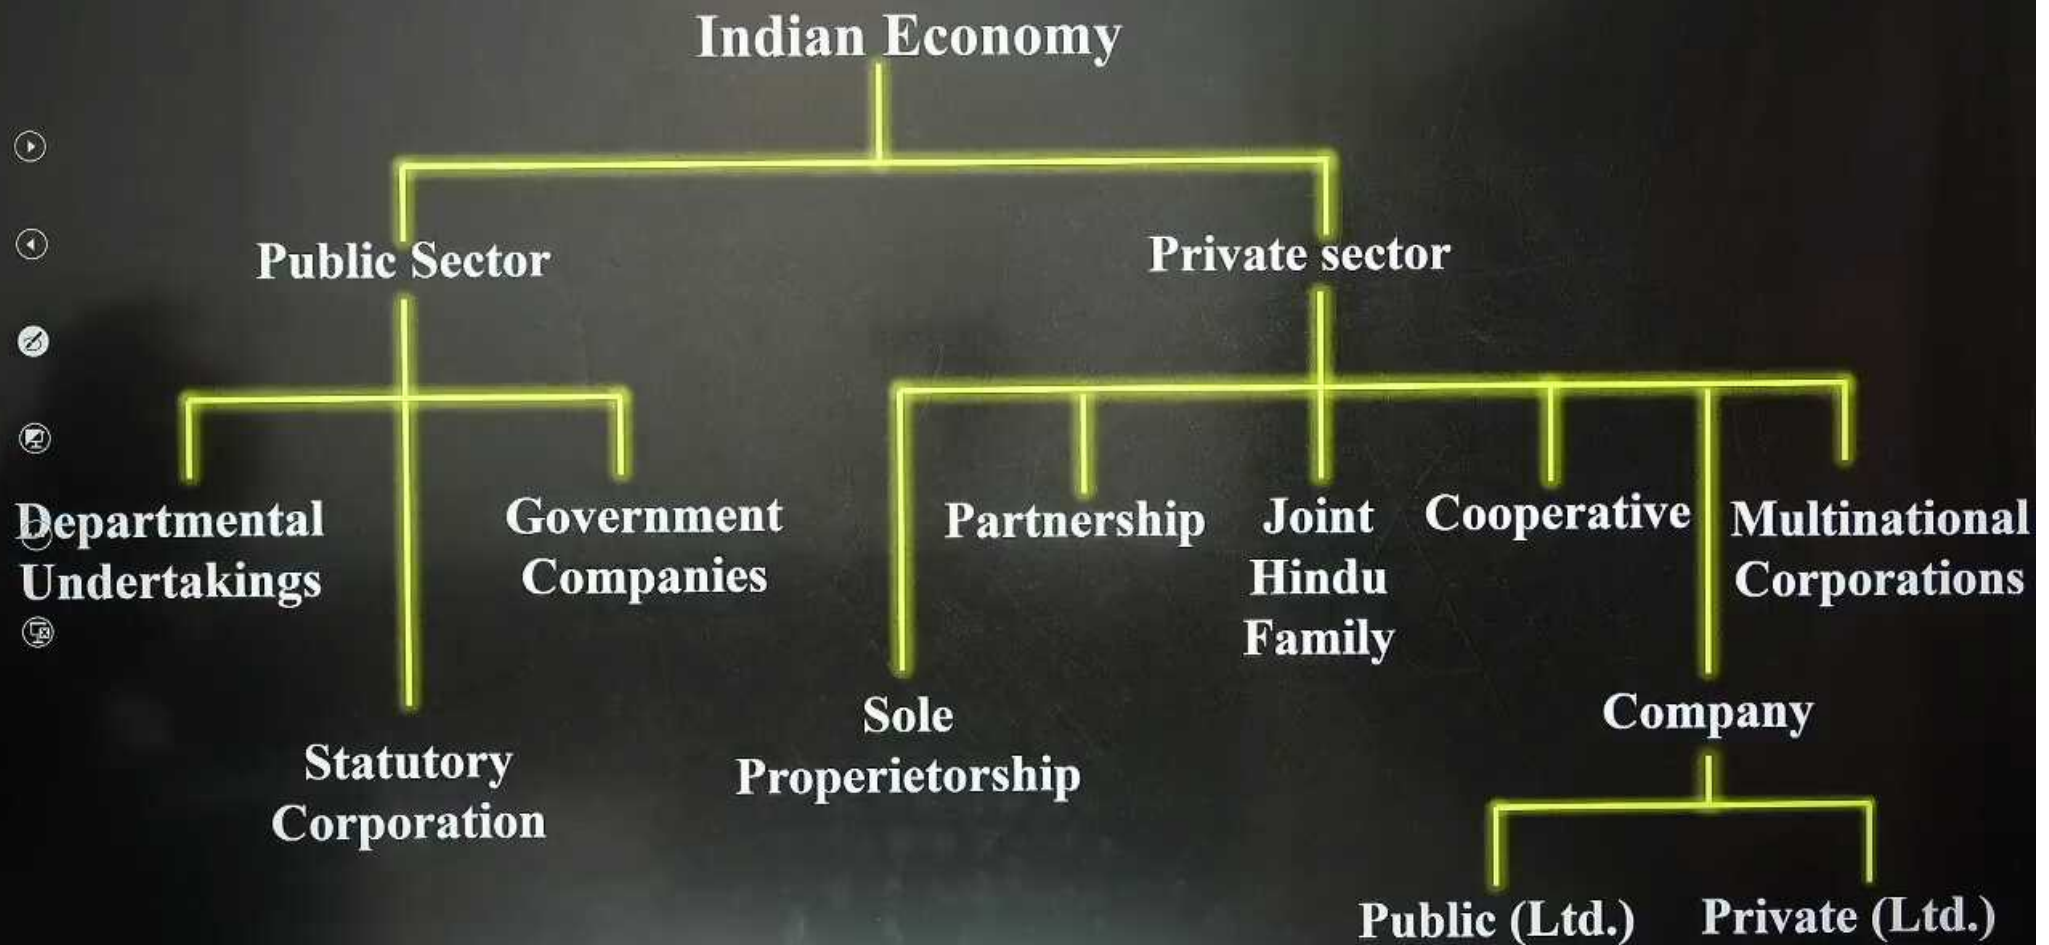 Indian Economy
Public Sector
Private sector
Departmental
Undertakings
Government
Companies
Statutory
Corporation
Sole
Properietorship
Partnership
Joint
Hindu
Family
Cooperative
Company
Multinational
Corporations
Public (Ltd.)
Private (Ltd.)